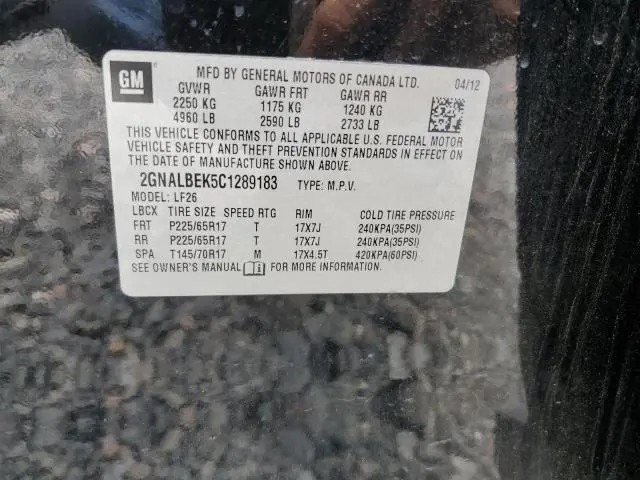 GM
MFD BY GENERAL MOTORS OF CANADA LTD. 04/12
GVWR GAWR FRT GAWR RR
2250 KG 1175 KG 1240 KG
4960 LB 2590 LB 2733 LB
THIS VEHICLE CONFORMS TO ALL APPLICABLE U.S. FEDERAL MOTOR
VEHICLE SAFETY AND THEFT PREVENTION STANDARDS IN EFFECT ON
THE DATE OF MANUFACTURE SHOWN ABOVE.
2GNALBEK5C1289183 TYPE: M.P.V.
MODEL: LF26
LBCX TIRE SIZE SPEED RTG RIM COLD TIRE PRESSURE
FRT P225/65R17 T 17X7J 240KPA(35PSI)
RR P225/65R17 T 17X7J 240KPA(35PSI)
SPA T145/70R17 M 17X4.5T 420KPA(60PSI)
SEE OWNER'S MANUAL FOR MORE INFORMATION.